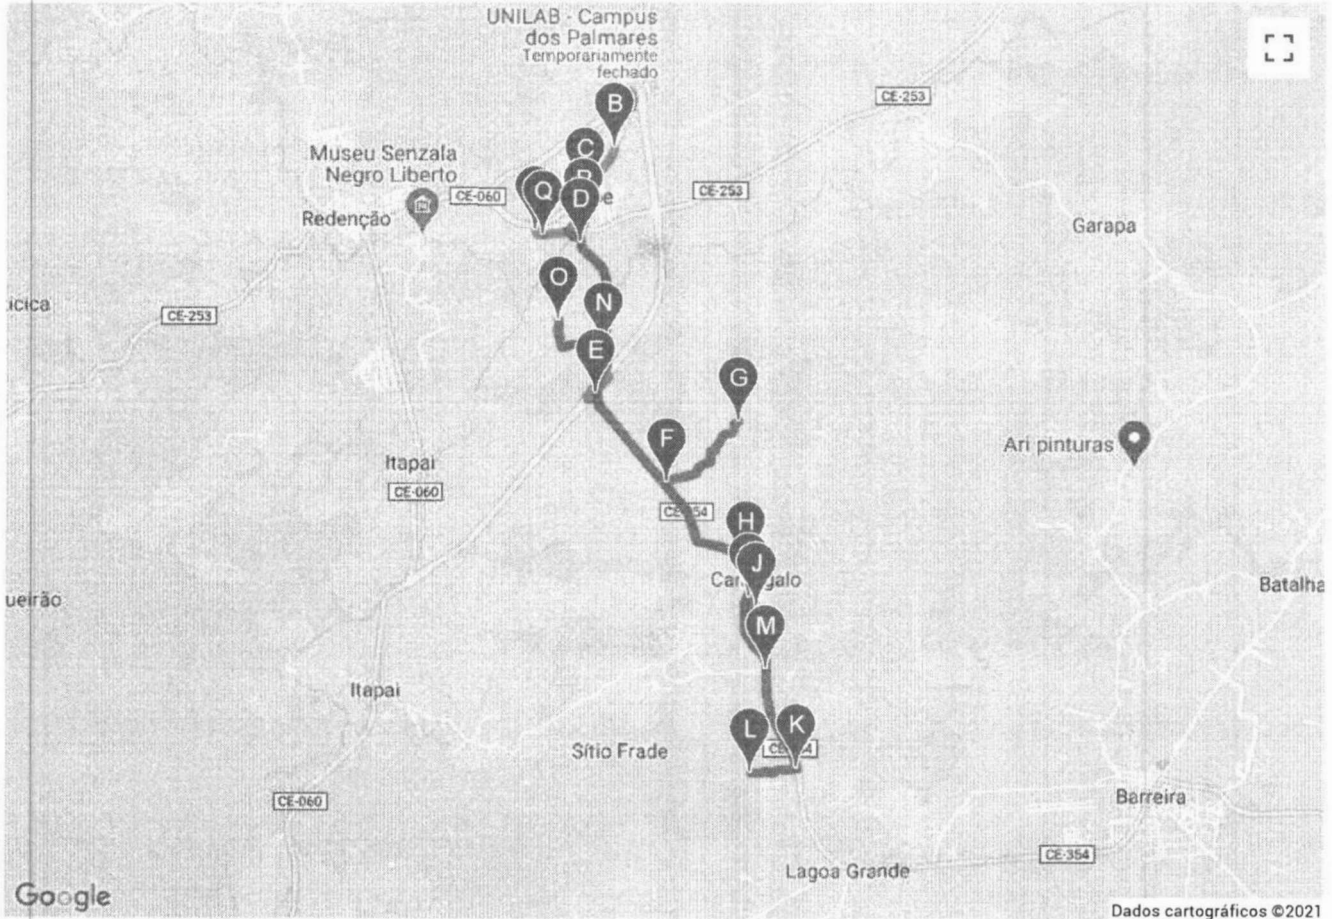 UNILAB - Campus
dos Palmares
Temporariamente
fechado
CE-253
B
C
Museu Senzala
Negro Liberto
CE-060
Q
D
CE-253
Redenção
Garapa
O
N
CE-253
E
G
F
Ari pinturas
Itapai
CE-060
H
J
Batalha
M
Itapai
L
K
Sítio Frade
CE-060
Barreira
CE-354
Lagoa Grande
Google
Dados cartográficos ©2021